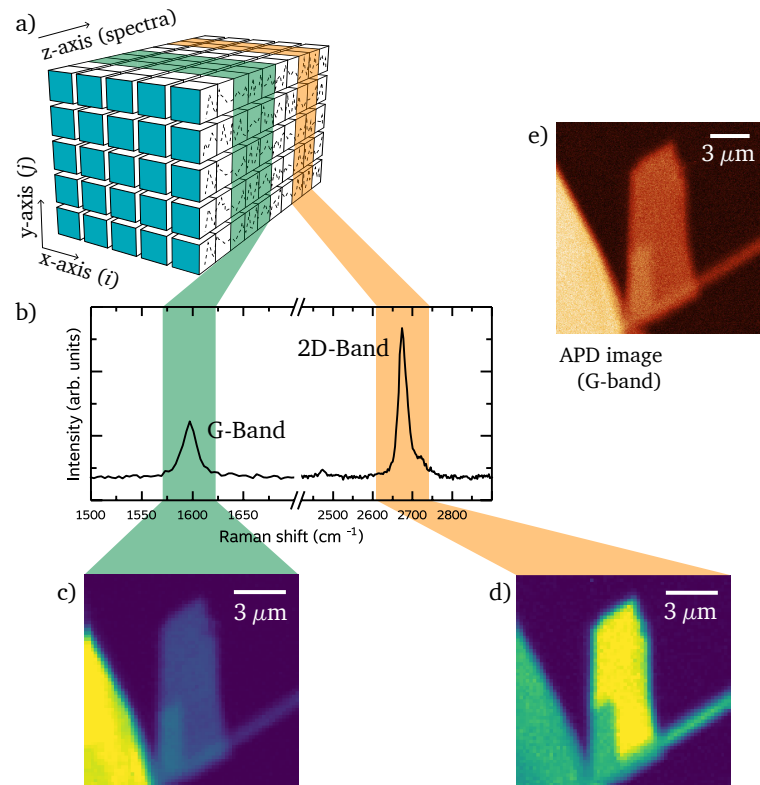 a)
z-axis (spectra)
y-axis (j)
x-axis (i)
e)
3 μm
APD image
(G-band)
b)
Intensity (arb. units)
2D-Band
G-Band
1500 1550 1600 1650 2500 2600 2700 2800
Raman shift (cm ⁻¹)
c)
3 μm
d)
3 μm